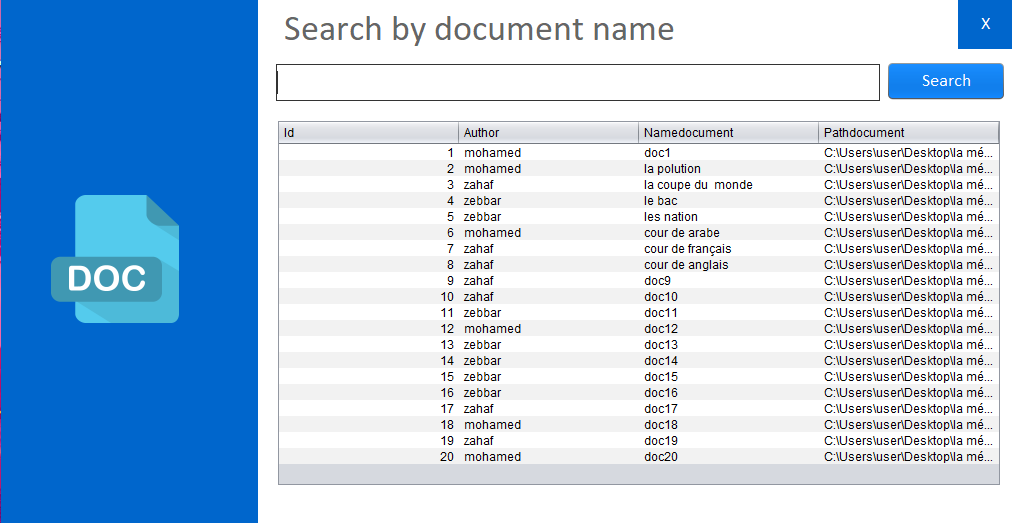 Search by document name
X
Search
DOC
Id Author Namedocument Pathdocument
1 mohamed doc1 C:\Users\user\Desktop\la mé...
2 mohamed la polution C:\Users\user\Desktop\la mé...
3 zahaf la coupe du  monde C:\Users\user\Desktop\la mé...
4 zebbar le bac C:\Users\user\Desktop\la mé...
5 zebbar les nation C:\Users\user\Desktop\la mé...
6 mohamed cour de arabe C:\Users\user\Desktop\la mé...
7 zahaf cour de français C:\Users\user\Desktop\la mé...
8 zahaf cour de anglais C:\Users\user\Desktop\la mé...
9 zahaf doc9 C:\Users\user\Desktop\la mé...
10 zahaf doc10 C:\Users\user\Desktop\la mé...
11 zebbar doc11 C:\Users\user\Desktop\la mé...
12 mohamed doc12 C:\Users\user\Desktop\la mé...
13 zebbar doc13 C:\Users\user\Desktop\la mé...
14 zebbar doc14 C:\Users\user\Desktop\la mé...
15 zebbar doc15 C:\Users\user\Desktop\la mé...
16 zebbar doc16 C:\Users\user\Desktop\la mé...
17 zahaf doc17 C:\Users\user\Desktop\la mé...
18 mohamed doc18 C:\Users\user\Desktop\la mé...
19 zahaf doc19 C:\Users\user\Desktop\la mé...
20 mohamed doc20 C:\Users\user\Desktop\la mé...